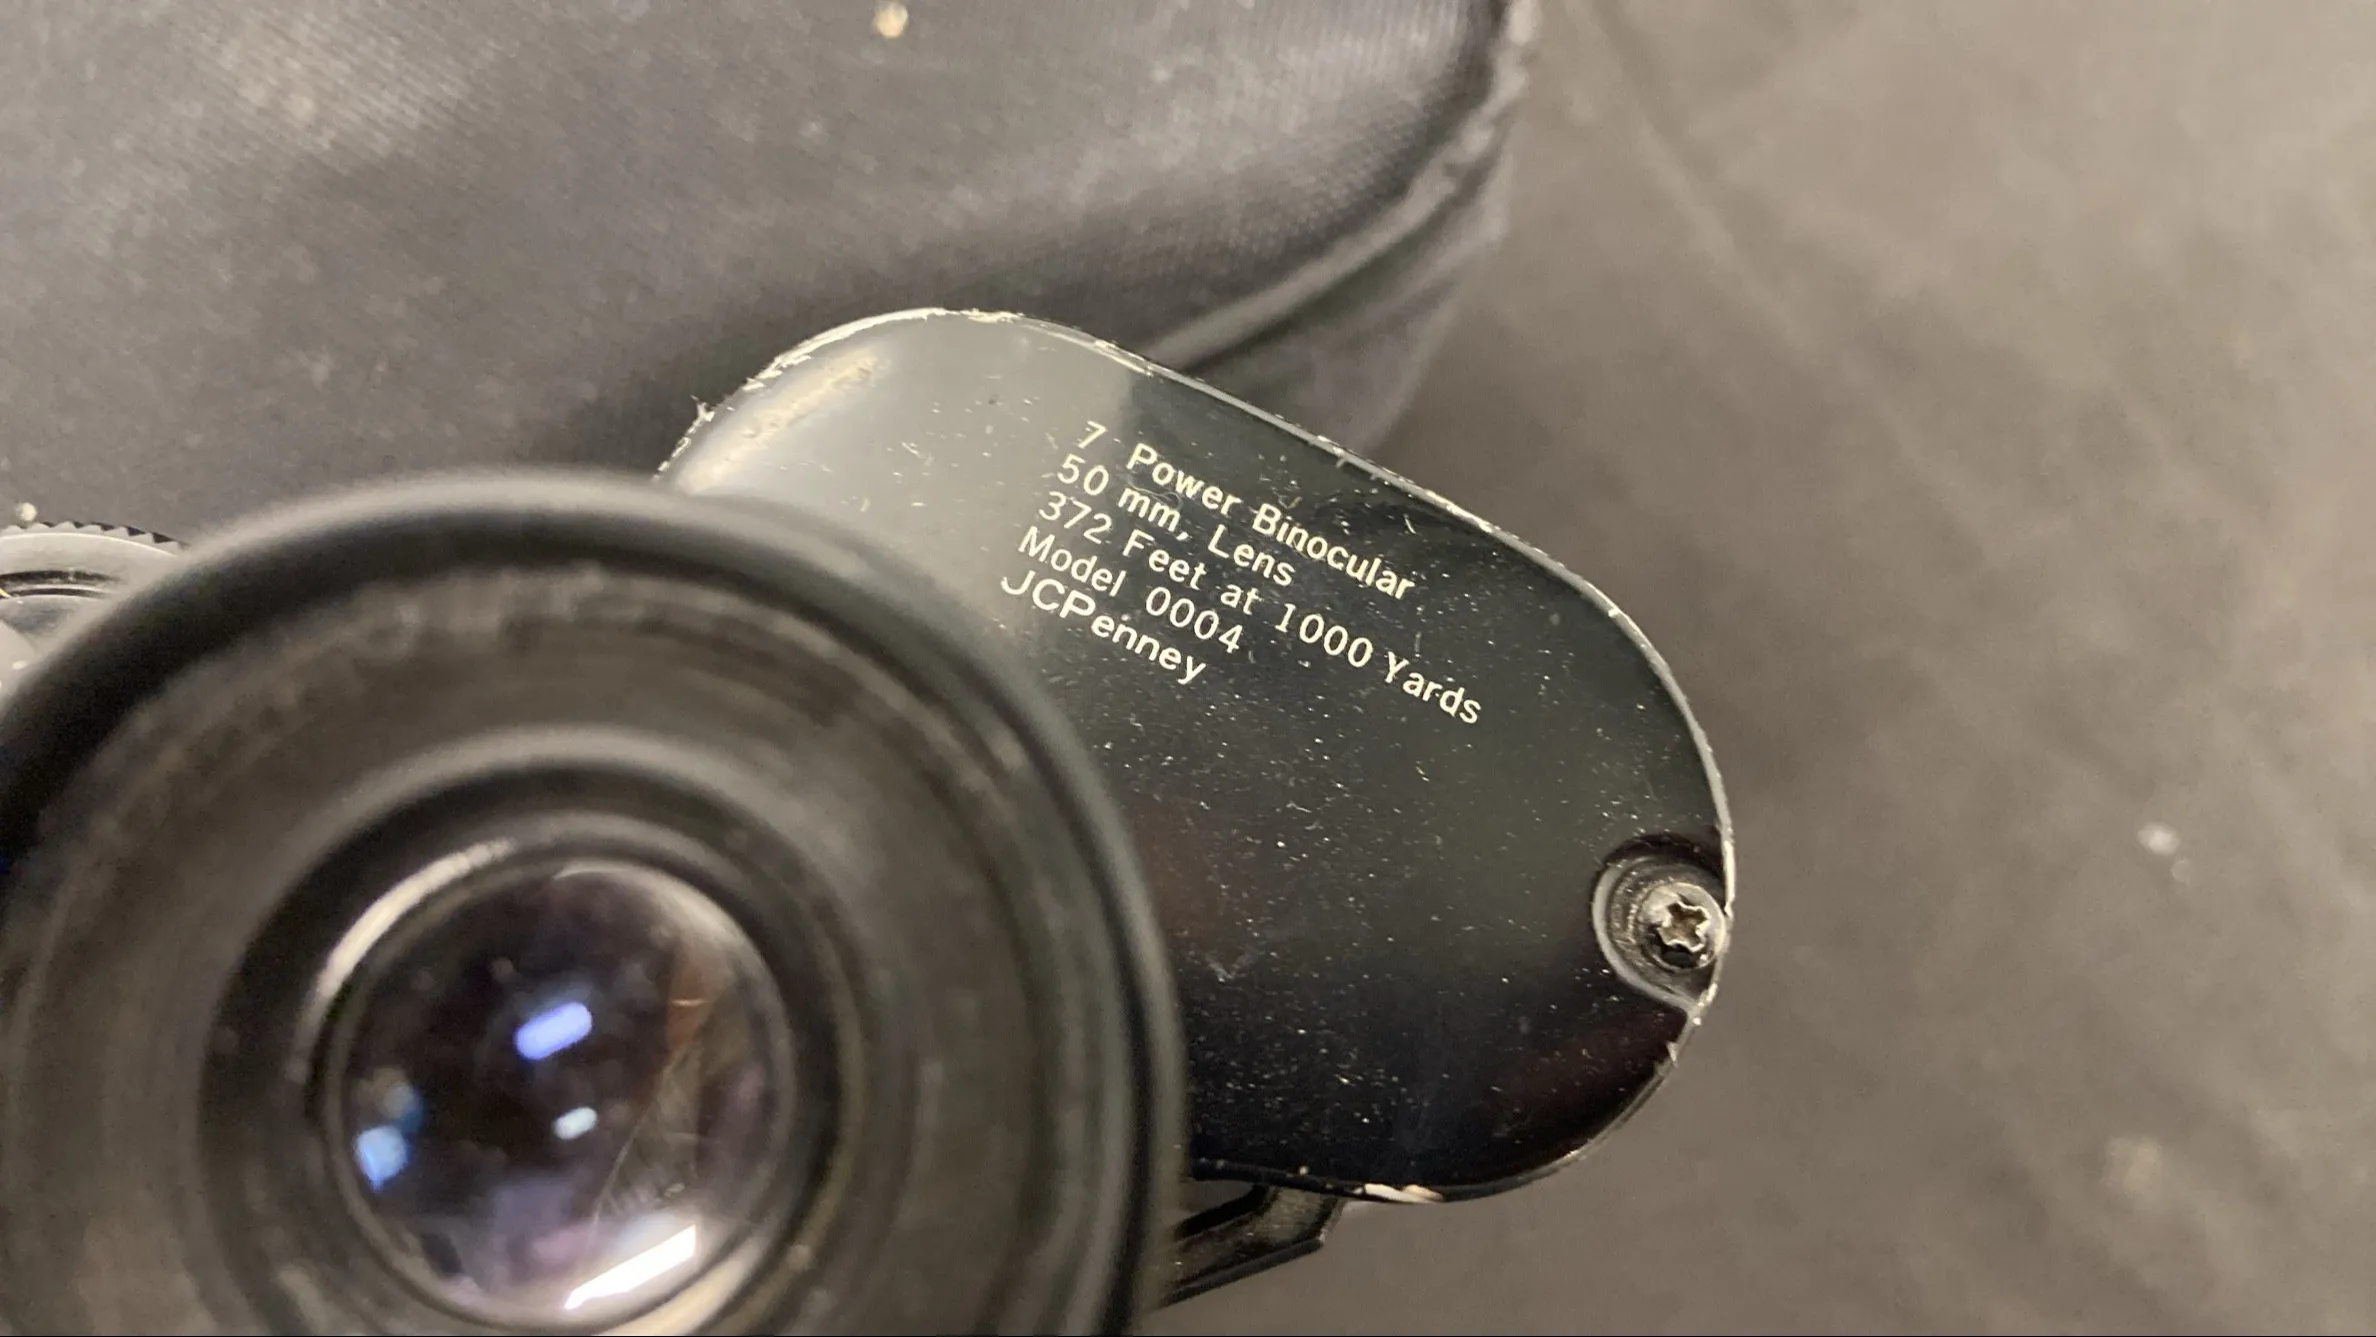 7 Power Binocular
50 mm, Lens
372 Feet at 1000 Yards
Model 0004
JCPenney